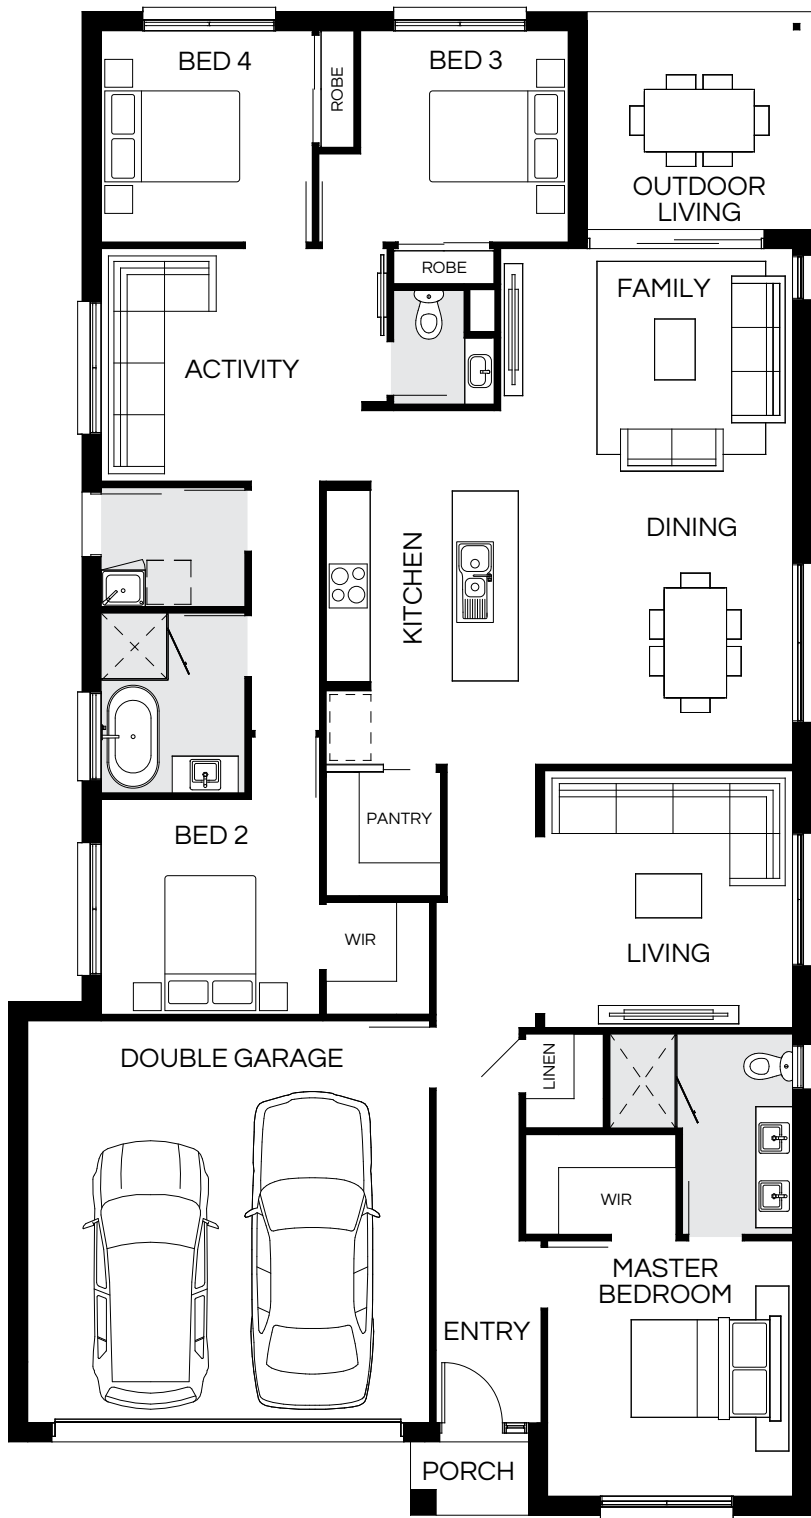 BED 4
ROBE
BED 3
OUTDOOR
LIVING
ROBE
FAMILY
ACTIVITY
DINING
KITCHEN
PANTRY
BED 2
WIR
LIVING
DOUBLE GARAGE
LINEN
WIR
MASTER
BEDROOM
ENTRY
PORCH